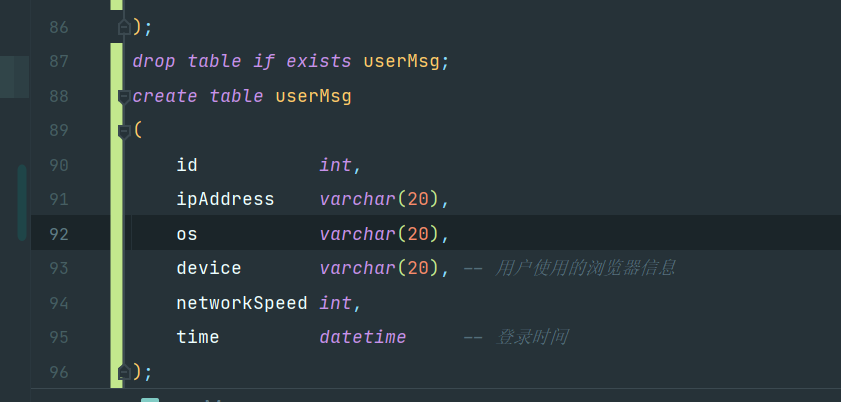 86 );
87 drop table if exists userMsg;
88 create table userMsg
89 (
90 id int,
91 ipAddress varchar(20),
92 os varchar(20),
93 device varchar(20), -- 用户使用的浏览器信息
94 networkSpeed int,
95 time datetime -- 登录时间
96 );